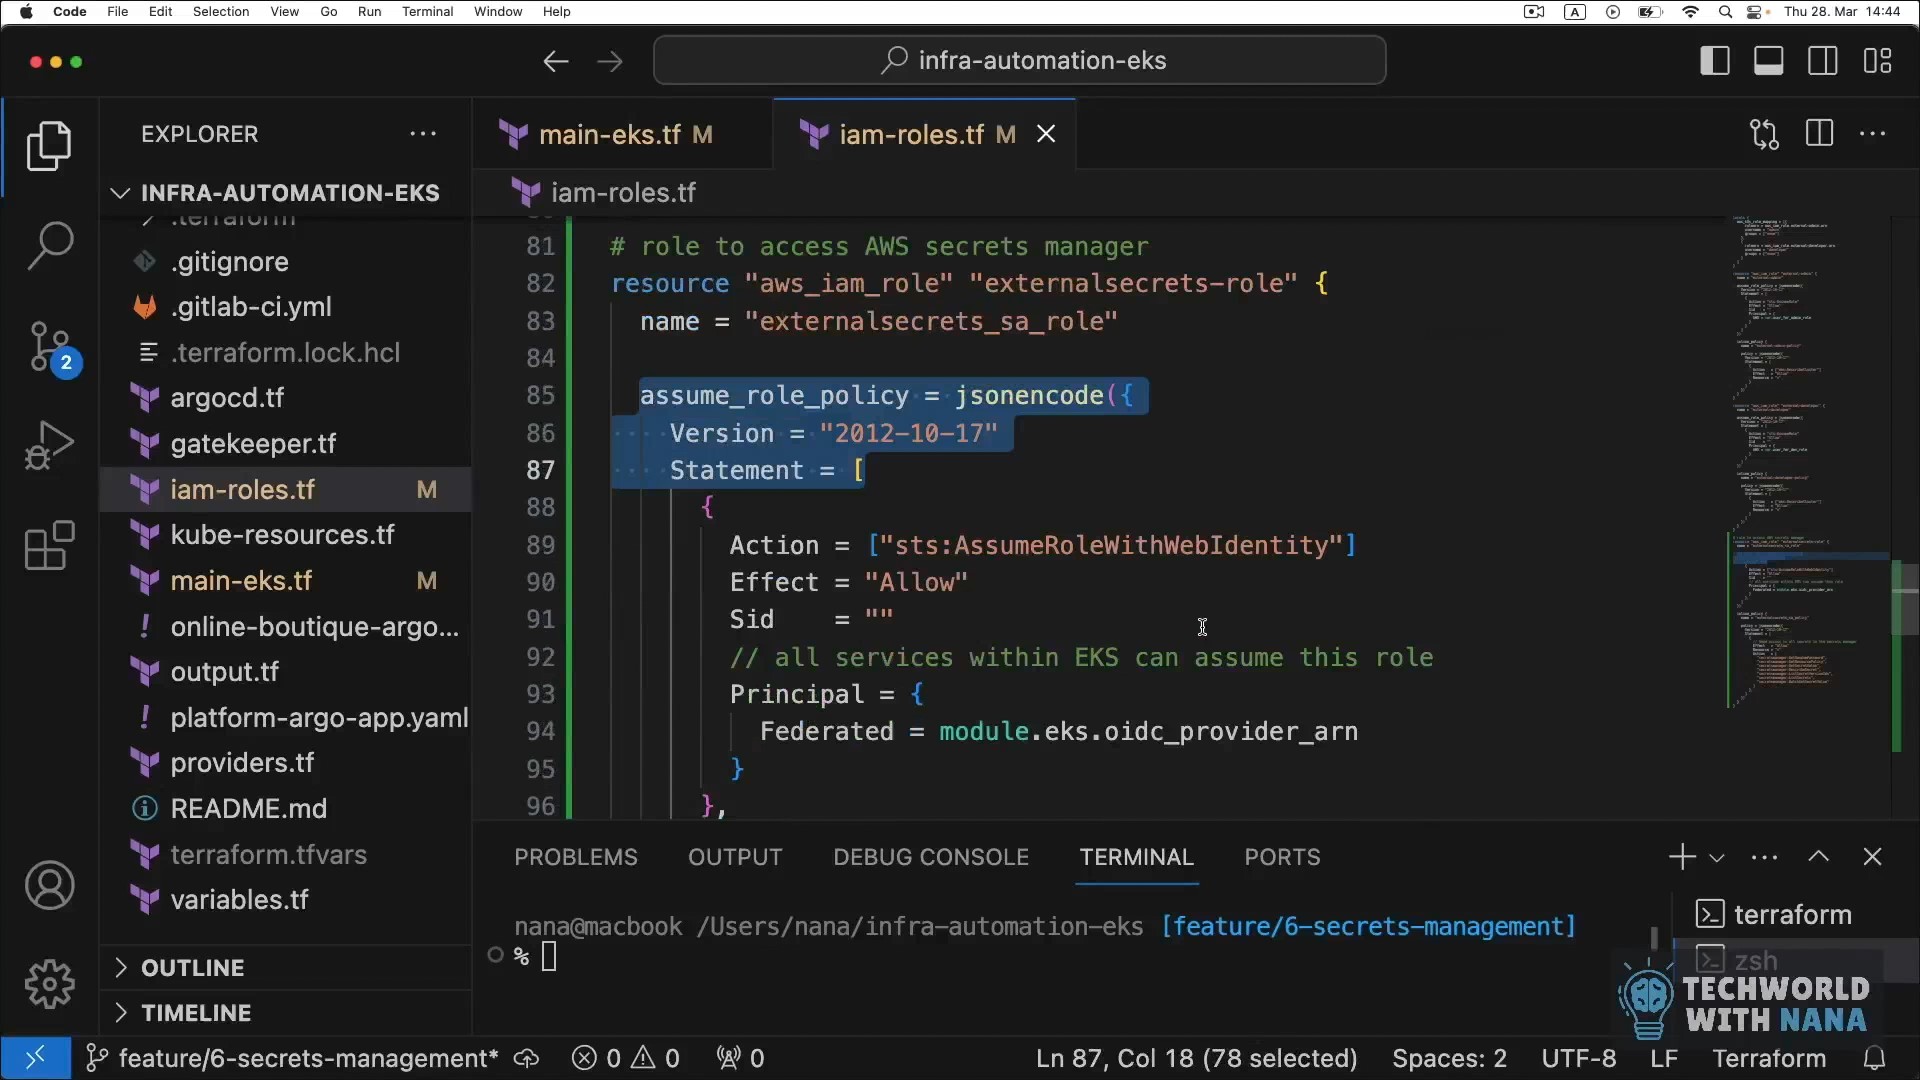 Code File Edit Selection View Go Run Terminal Window Help
A
Thu 28. Mar 14:44
infra-automation-eks
EXPLORER
main-eks.tf M
iam-roles.tf M
INFRA-AUTOMATION-EKS
iam-roles.tf
.terraform
.gitignore
.gitlab-ci.yml
.terraform.lock.hcl
argocd.tf
gatekeeper.tf
iam-roles.tf M
kube-resources.tf
main-eks.tf M
online-boutique-argo...
output.tf
platform-argo-app.yaml
providers.tf
README.md
terraform.tfvars
variables.tf
OUTLINE
TIMELINE
2
81 # role to access AWS secrets manager
82 resource "aws_iam_role" "externalsecrets-role" {
83 name = "externalsecrets_sa_role"
84
85 assume_role_policy = jsonencode({
86 Version = "2012-10-17"
87 Statement = [
88 {
89 Action = ["sts:AssumeRoleWithWebIdentity"]
90 Effect = "Allow"
91 Sid = ""
92 // all services within EKS can assume this role
93 Principal = {
94 Federated = module.eks.oidc_provider_arn
95 }
96 },
PROBLEMS OUTPUT DEBUG CONSOLE TERMINAL PORTS
nana@macbook /Users/nana/infra-automation-eks [feature/6-secrets-management]
%
terraform
zsh
TECHWORLD
WITH NANA
feature/6-secrets-management* 0 0 0 Ln 87, Col 18 (78 selected) Spaces: 2 UTF-8 LF Terraform